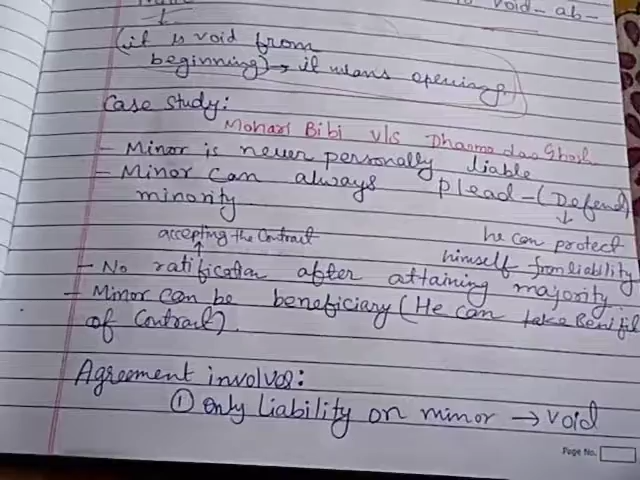 void-ab-
(it is void from
beginning) → it means opening
Case study:
Mohari Bibi v/s Dharmodas Ghosh
- Minor is never personally liable
- Minor can always plead - (Defend)
minority
he can protect
himself from liability
accepting the Contract
- No ratification after attaining majority.
- Minor can be beneficiary (He can take Benifit
of Contract).
Agreement involves:
① Only liability on minor → void
Page No.